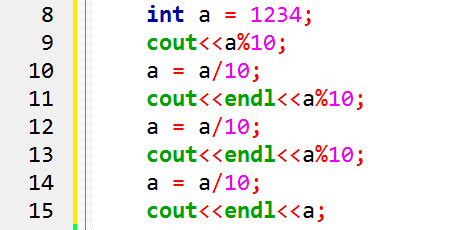 8 int a = 1234;
9 cout<<a%10;
10 a = a/10;
11 cout<<endl<<a%10;
12 a = a/10;
13 cout<<endl<<a%10;
14 a = a/10;
15 cout<<endl<<a;